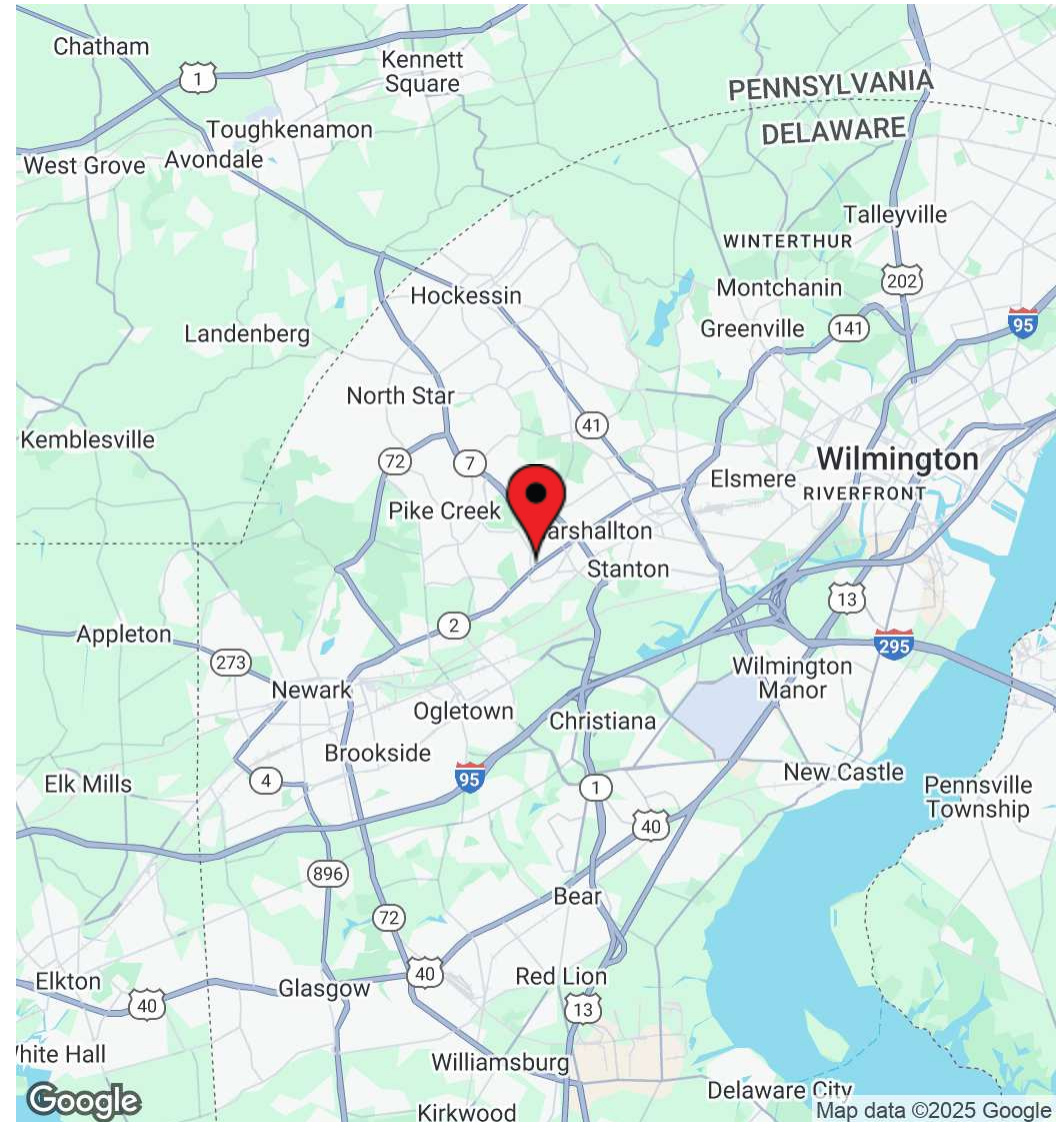 Chatham
Kennett
Square
1
PENNSYLVANIA
DELAWARE
Toughkenamon
West Grove
Avondale
Talleyville
WINTERTHUR
202
Montchanin
Hockessin
Greenville
141
95
Landenberg
North Star
41
Kemblesville
72
7
Wilmington
Elsmere
RIVERFRONT
Pike Creek
arshallton
Stanton
13
2
Appleton
295
273
Wilmington
Manor
Newark
Ogletown
Christiana
Brookside
95
4
1
New Castle
Elk Mills
Pennsville
Township
40
896
Bear
72
40
Red Lion
Elkton
Glasgow
40
13
hite Hall
Williamsburg
Delaware City
Google
Kirkwood
Map data ©2025 Google